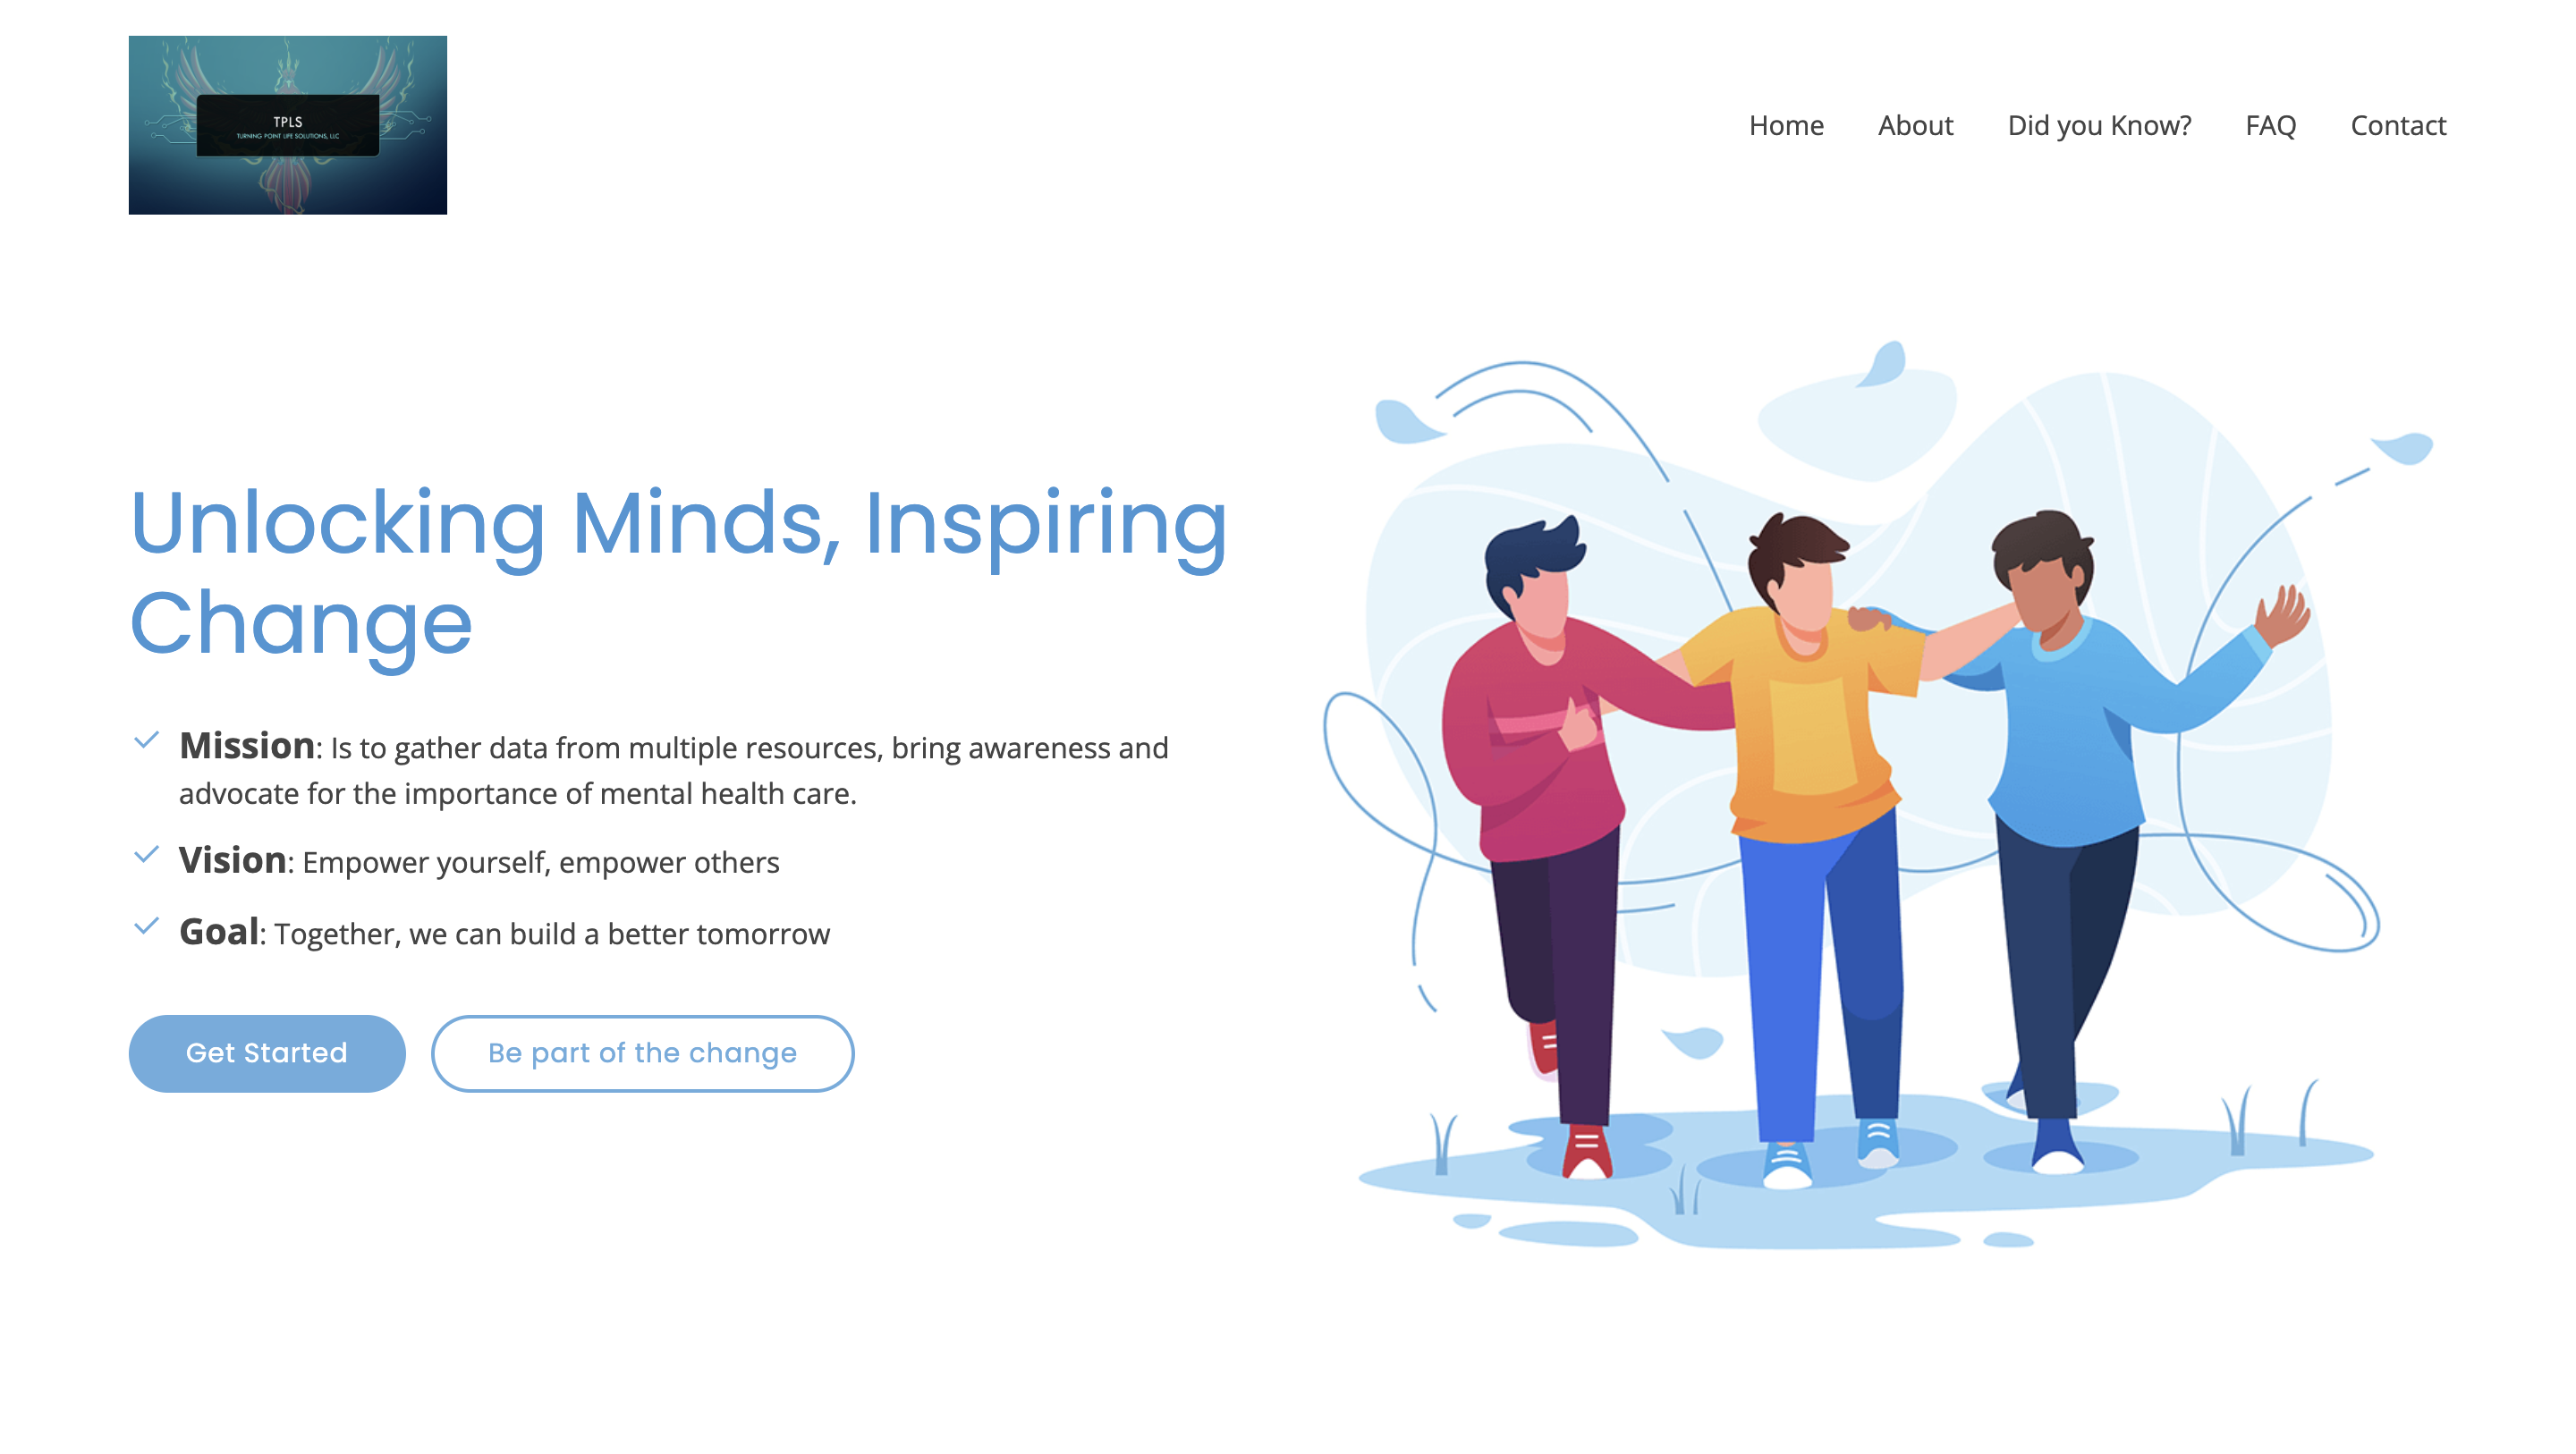 TPLS
TURNING POINT LIFE SOLUTIONS, LLC
Home About Did you Know? FAQ Contact
Unlocking Minds, Inspiring
Change
Mission: Is to gather data from multiple resources, bring awareness and
advocate for the importance of mental health care.
Vision: Empower yourself, empower others
Goal: Together, we can build a better tomorrow
Get Started Be part of the change